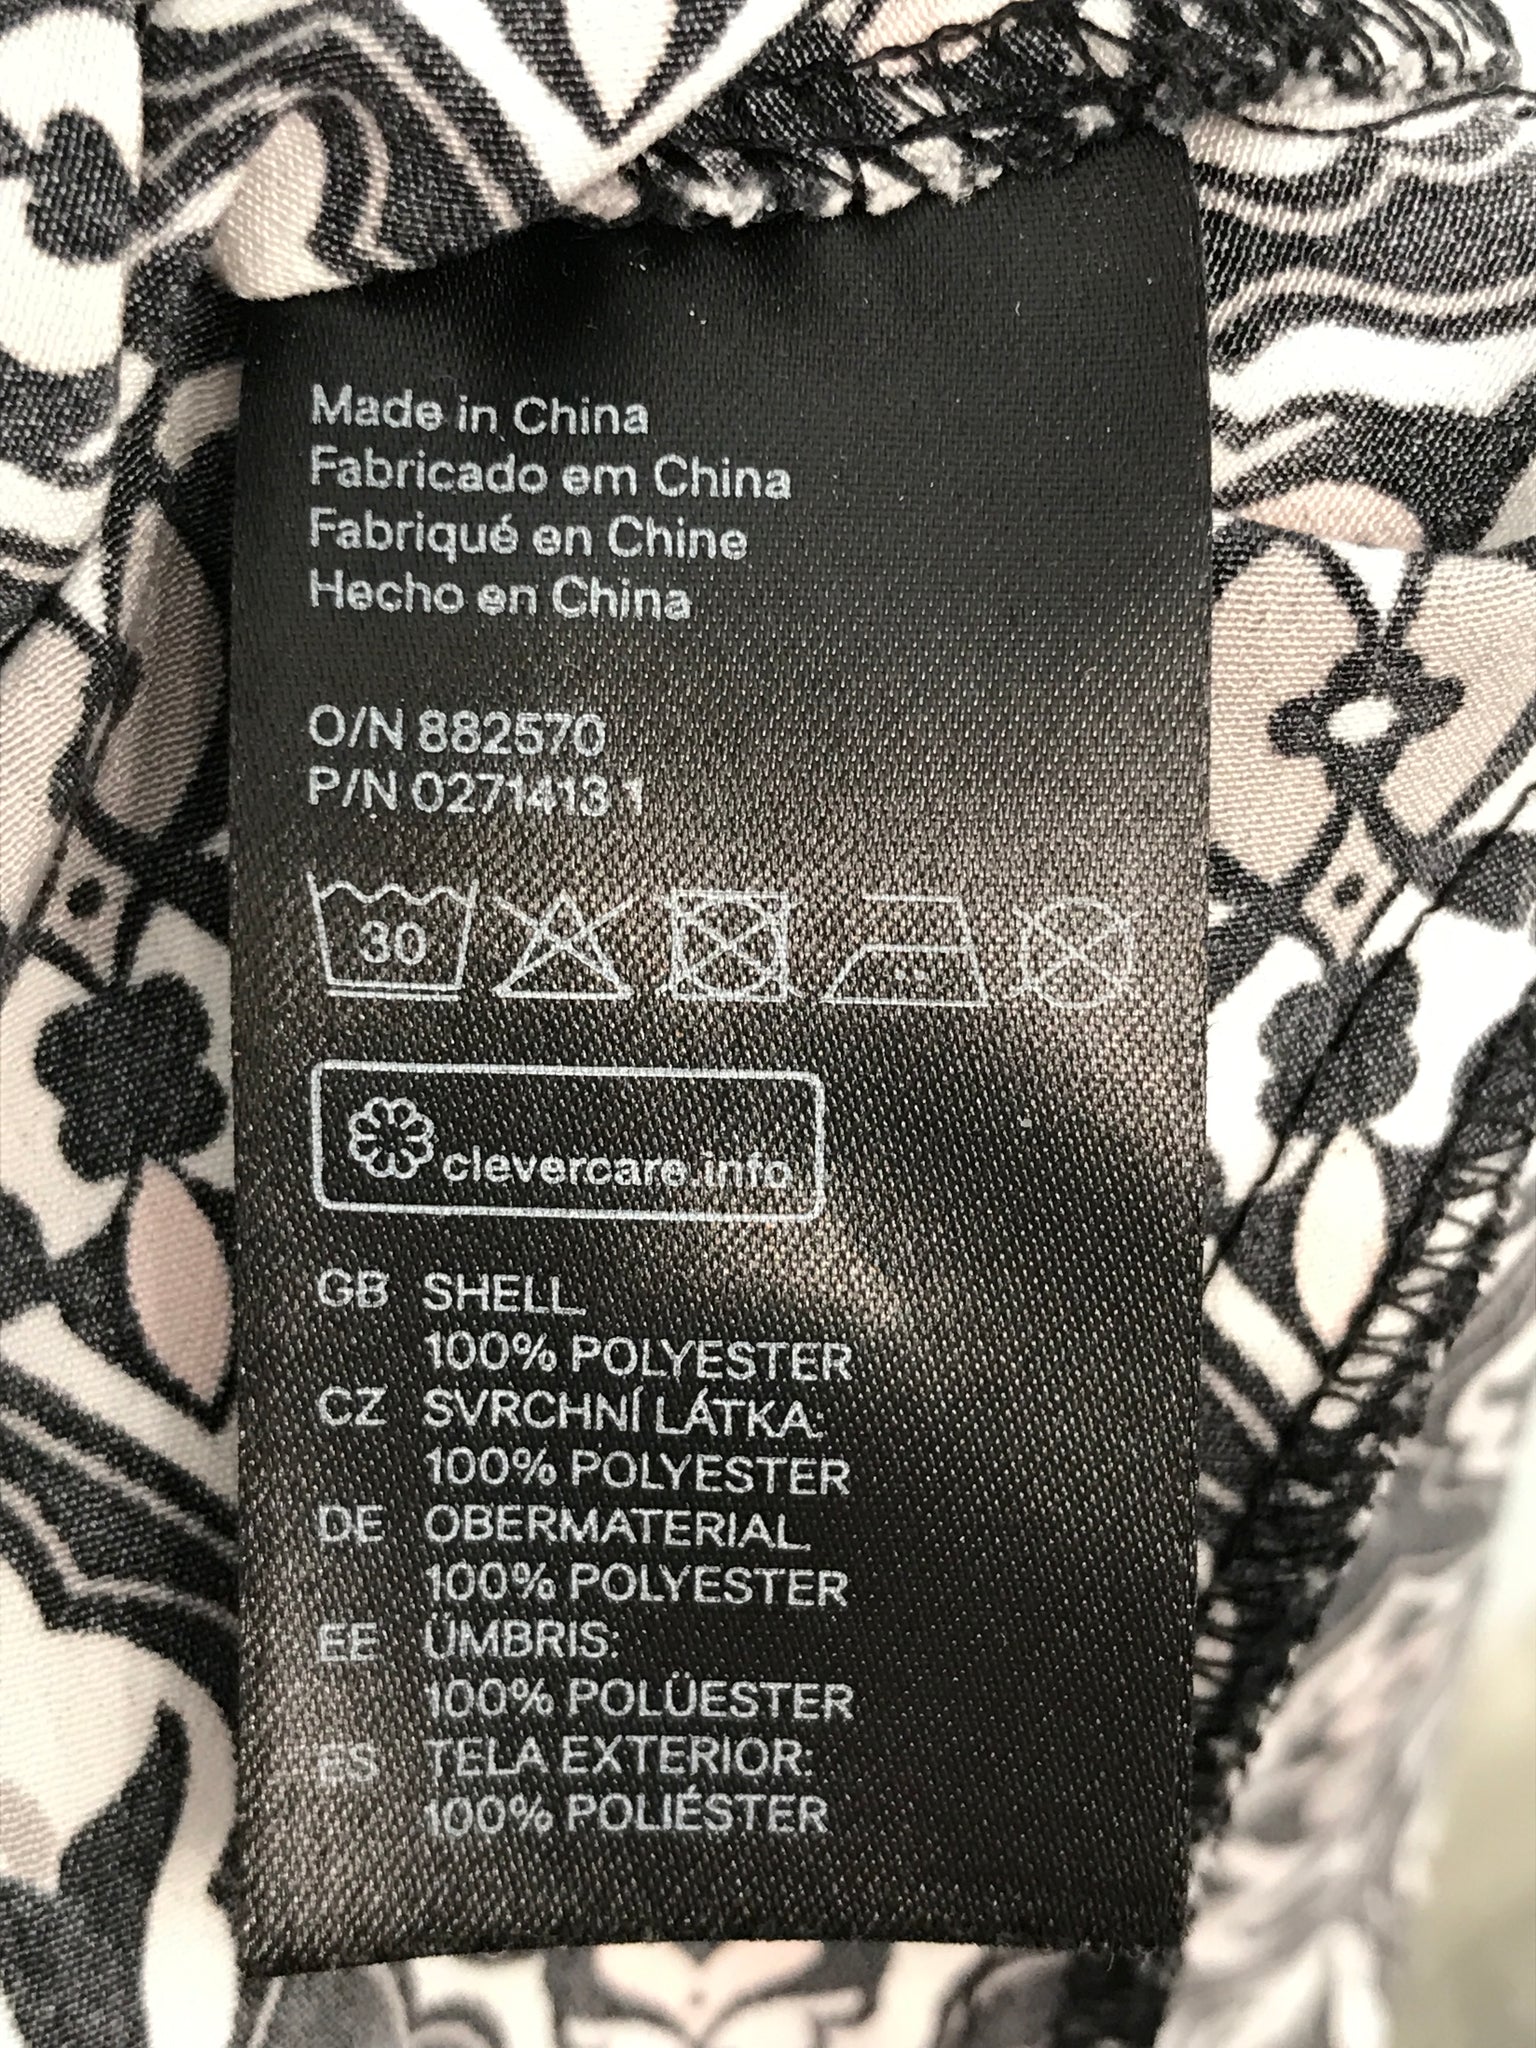 Made in China
Fabricado em China
Fabriqué en Chine
Hecho en China
O/N 882570
P/N 0271413 1
30
clevercare.info
GB SHELL:
100% POLYESTER
CZ SVRCHNÍ LÁTKA:
100% POLYESTER
DE OBERMATERIAL:
100% POLYESTER
EE ÜMBRIS:
100% POLÜESTER
ES TELA EXTERIOR:
100% POLIÉSTER